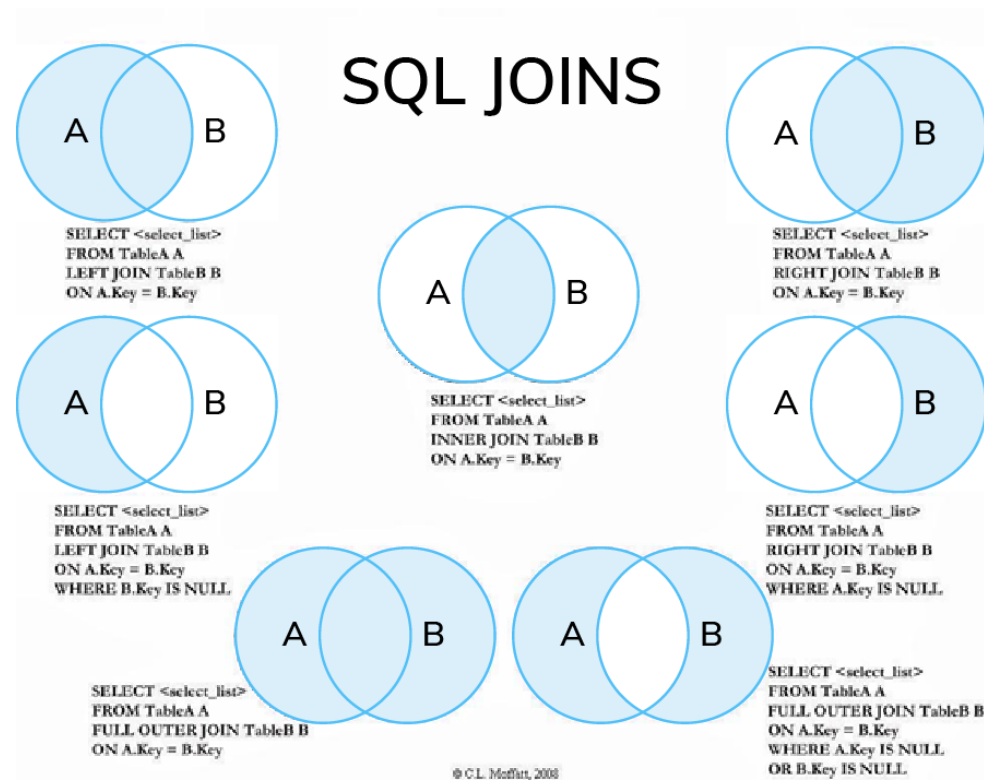 SQL JOINS
A B
SELECT <select_list>
FROM TableA A
LEFT JOIN TableB B
ON A.Key = B.Key
A B
SELECT <select_list>
FROM TableA A
RIGHT JOIN TableB B
ON A.Key = B.Key
A B
SELECT <select_list>
FROM TableA A
INNER JOIN TableB B
ON A.Key = B.Key
A B
SELECT <select_list>
FROM TableA A
LEFT JOIN TableB B
ON A.Key = B.Key
WHERE B.Key IS NULL
A B
SELECT <select_list>
FROM TableA A
RIGHT JOIN TableB B
ON A.Key = B.Key
WHERE A.Key IS NULL
A B
SELECT <select_list>
FROM TableA A
FULL OUTER JOIN TableB B
ON A.Key = B.Key
A B
SELECT <select_list>
FROM TableA A
FULL OUTER JOIN TableB B
ON A.Key = B.Key
WHERE A.Key IS NULL
OR B.Key IS NULL
© C.L. Moffatt, 2008